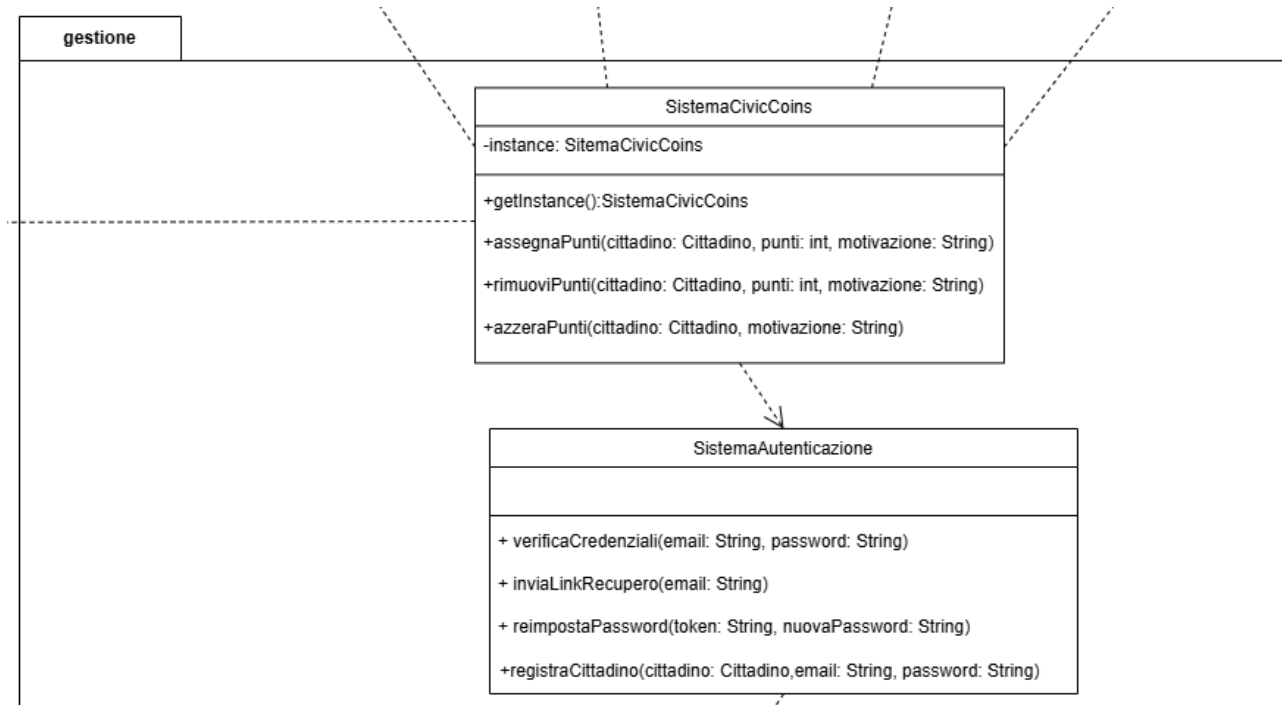 gestione
SistemaCivicCoins
-instance: SitemaCivicCoins
+getInstance():SistemaCivicCoins
+assegnaPunti(cittadino: Cittadino, punti: int, motivazione: String)
+rimuoviPunti(cittadino: Cittadino, punti: int, motivazione: String)
+azzeraPunti(cittadino: Cittadino, motivazione: String)
SistemaAutenticazione
+ verificaCredenziali(email: String, password: String)
+ inviaLinkRecupero(email: String)
+ reimpostaPassword(token: String, nuovaPassword: String)
+registraCittadino(cittadino: Cittadino,email: String, password: String)